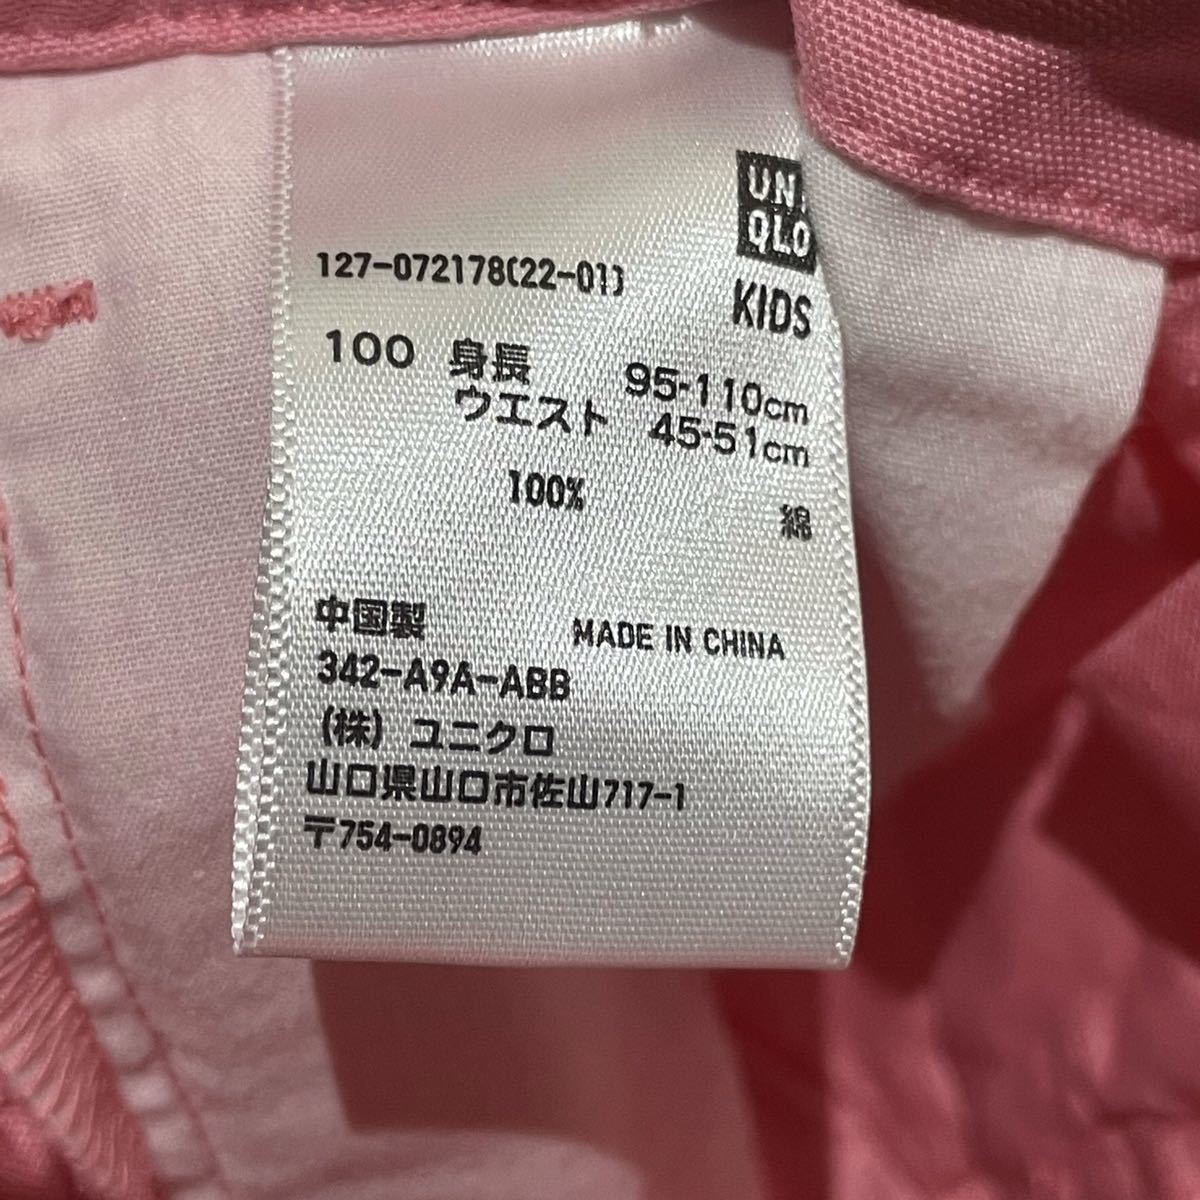 UNI
QLO
KIDS
127-072178(22-01)
100 身長 95-110cm
ウエスト 45-51cm
100% 綿
中国製 MADE IN CHINA
342-A9A-ABB
(株) ユニクロ
山口県山口市佐山717-1
〒754-0894